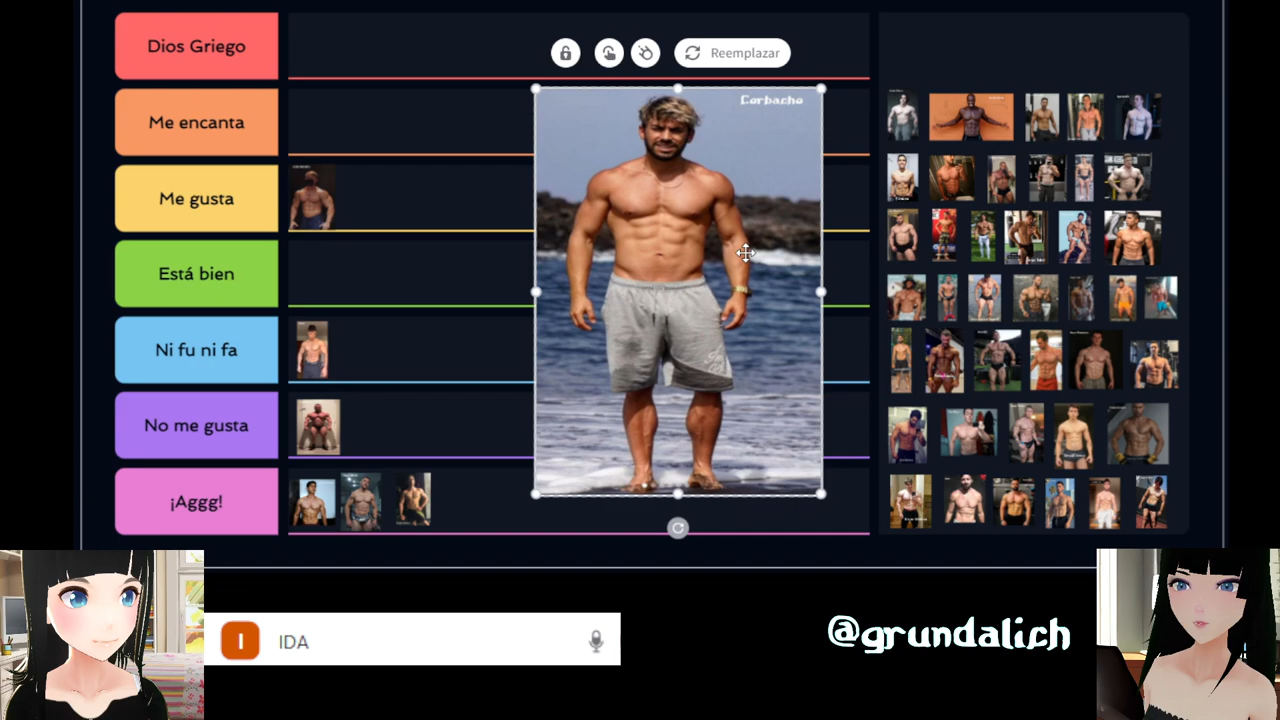 Dios Griego
Reemplazar
Corbacho
Me encanta
Me gusta
Está bien
Ni fu ni fa
No me gusta
¡Aggg!
I
IDA
@grundalich